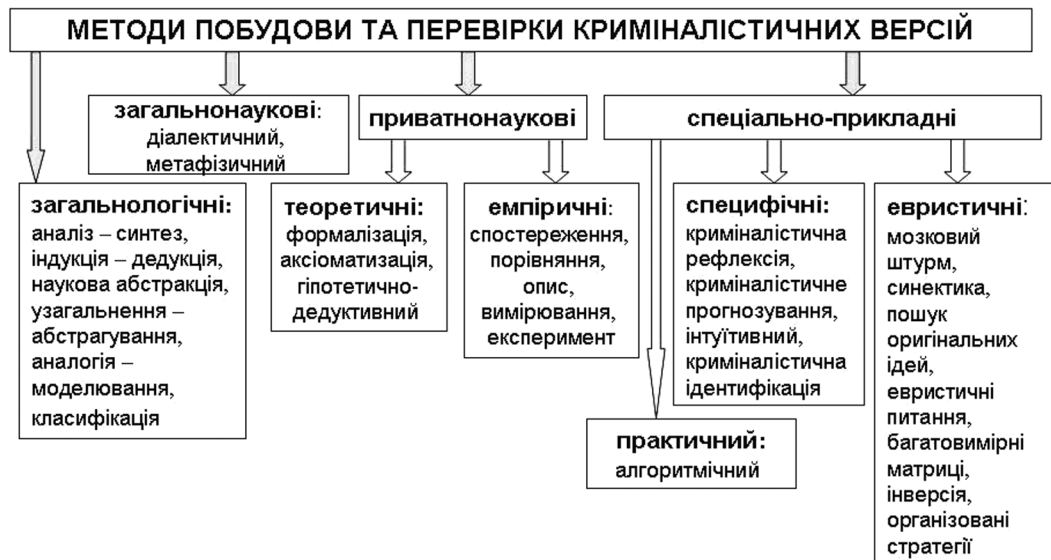 МЕТОДИ ПОБУДОВИ ТА ПЕРЕВІРКИ КРИМІНАЛІСТИЧНИХ ВЕРСІЙ
загальнонаукові:
діалектичний,
метафізичний
приватнонаукові
спеціально-прикладні
загальнологічні:
аналіз – синтез,
індукція – дедукція,
наукова абстракція,
узагальнення –
абстрагування,
аналогія –
моделювання,
класифікація
теоретичні:
формалізація,
аксіоматизація,
гіпотетично-
дедуктивний
емпіричні:
спостереження,
порівняння,
опис,
вимірювання,
експеримент
специфічні:
криміналістична
рефлексія,
криміналістичне
прогнозування,
інтуїтивний,
криміналістична
ідентифікація
евристичні:
мозковий
штурм,
синектика,
пошук
оригінальних
ідей,
евристичні
питання,
багатовимірні
матриці,
інверсія,
організовані
стратегії
практичний:
алгоритмічний